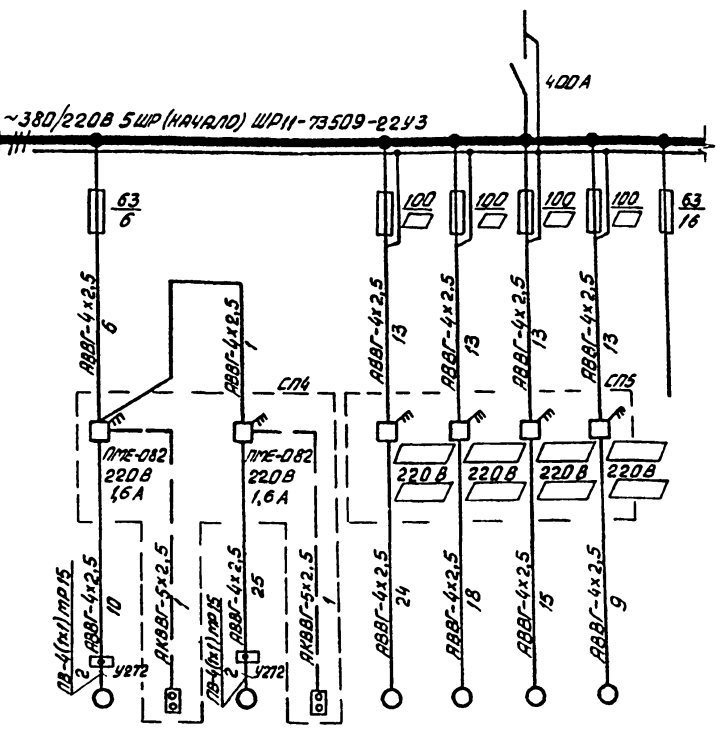 400А
~380/220В 5ШР (НАЧАЛО) ШР11-73509-22У3
63
6
100
100
100
100
63
16
АВВГ-4х2,5
6
АВВГ-4х2,5
1
АВВГ-4х2,5
13
АВВГ-4х2,5
13
АВВГ-4х2,5
13
АВВГ-4х2,5
13
СП4
СП5
ПМЕ-082
220В
1,6А
ПМЕ-082
220В
1,6А
220В
220В
220В
220В
ПВ-4(1х1)тР15
2
АВВГ-4х2,5
10
У272
АКВВГ-5х2,5
1
ПВ-4(1х1)тР15
2
АВВГ-4х2,5
25
У272
АКВВГ-5х2,5
1
АВВГ-4х2,5
24
АВВГ-4х2,5
18
АВВГ-4х2,5
15
АВВГ-4х2,5
9